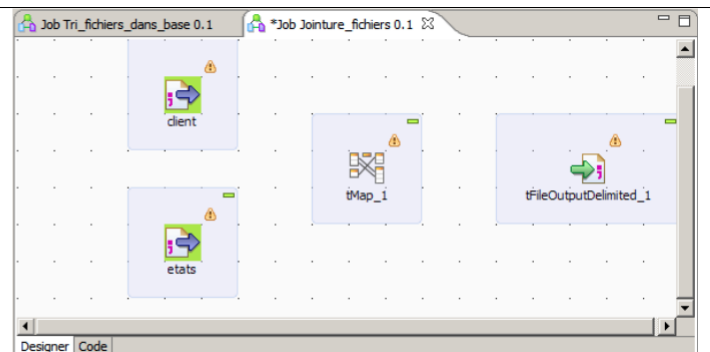 Job Tri_fichiers_dans_base 0.1
*Job Jointure_fichiers 0.1
client
tMap_1
tFileOutputDelimited_1
etats
Designer Code